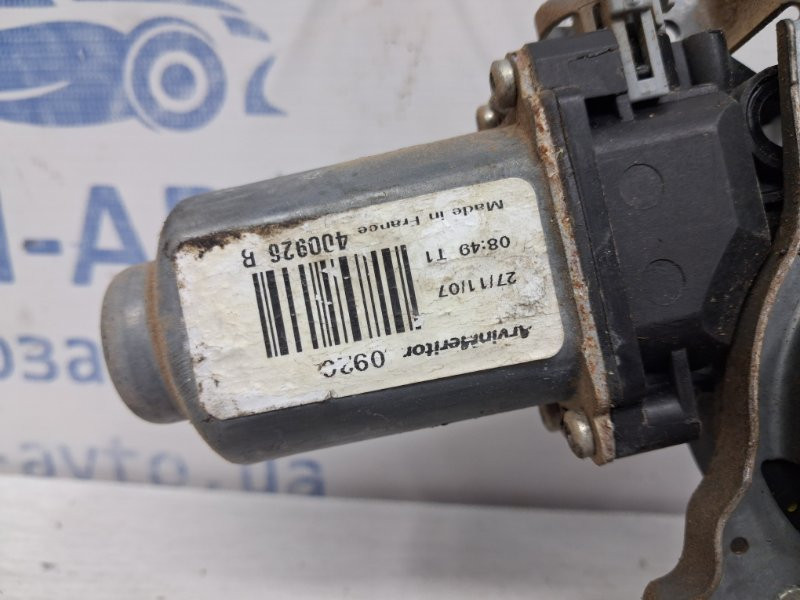 ArvinMeritor 0920
27/11/07
08:49 T1
Made in France 400926 R
-avto.ua